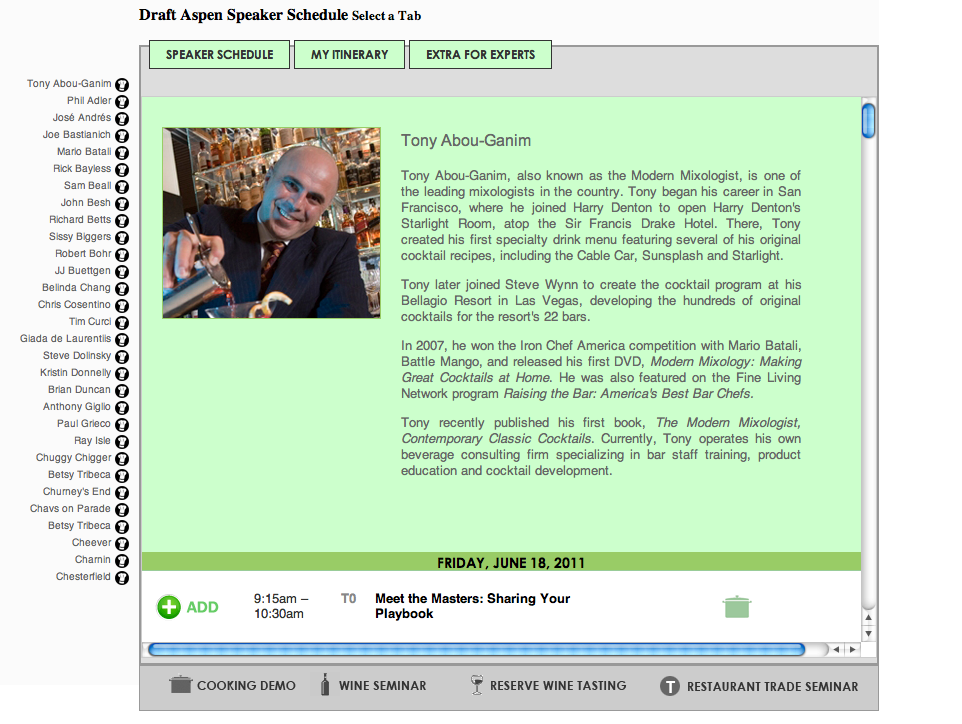 Draft Aspen Speaker Schedule Select a Tab
SPEAKER SCHEDULE
MY ITINERARY
EXTRA FOR EXPERTS
Tony Abou-Ganim
Phil Adler
José Andrés
Joe Bastianich
Mario Batali
Rick Bayless
Sam Beall
John Besh
Richard Betts
Sissy Biggers
Robert Bohr
JJ Buettgen
Belinda Chang
Chris Cosentino
Tim Curci
Giada de Laurentiis
Steve Dolinsky
Kristin Donnelly
Brian Duncan
Anthony Giglio
Paul Grieco
Ray Isle
Chuggy Chigger
Betsy Tribeca
Churney's End
Chavs on Parade
Betsy Tribeca
Cheever
Charnin
Chesterfield
Tony Abou-Ganim
Tony Abou-Ganim, also known as the Modern Mixologist, is one of
the leading mixologists in the country. Tony began his career in San
Francisco, where he joined Harry Denton to open Harry Denton's
Starlight Room, atop the Sir Francis Drake Hotel. There, Tony
created his first specialty drink menu featuring several of his original
cocktail recipes, including the Cable Car, Sunsplash and Starlight.
Tony later joined Steve Wynn to create the cocktail program at his
Bellagio Resort in Las Vegas, developing the hundreds of original
cocktails for the resort's 22 bars.
In 2007, he won the Iron Chef America competition with Mario Batali,
Battle Mango, and released his first DVD, Modern Mixology: Making
Great Cocktails at Home. He was also featured on the Fine Living
Network program Raising the Bar: America's Best Bar Chefs.
Tony recently published his first book, The Modern Mixologist,
Contemporary Classic Cocktails. Currently, Tony operates his own
beverage consulting firm specializing in bar staff training, product
education and cocktail development.
FRIDAY, JUNE 18, 2011
ADD
9:15am –
10:30am
T0
Meet the Masters: Sharing Your
Playbook
COOKING DEMO
WINE SEMINAR
RESERVE WINE TASTING
T RESTAURANT TRADE SEMINAR